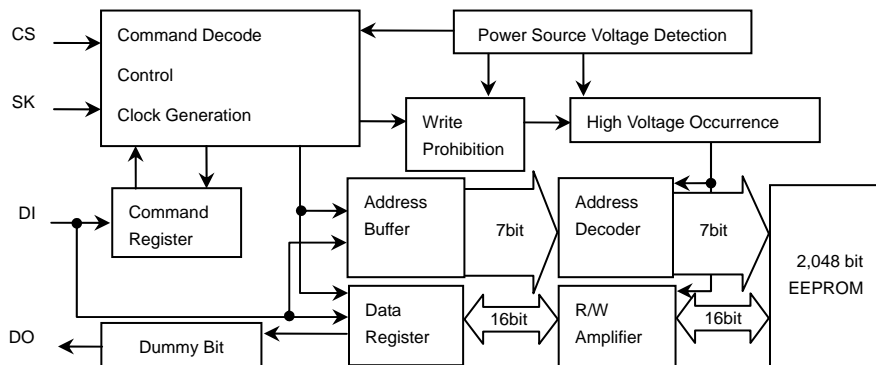 CS
Command Decode
Control
Clock Generation
SK
Power Source Voltage Detection
Write
Prohibition
High Voltage Occurrence
DI
Command
Register
Address
Buffer
7bit
Address
Decoder
7bit
2,048 bit
EEPROM
Data
Register
16bit
R/W
Amplifier
16bit
DO
Dummy Bit